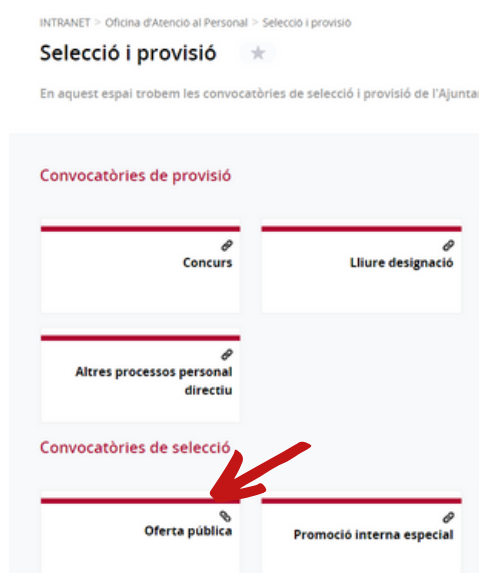 INTRANET > Oficina d'Atenció al Personal > Selecció i provisió
Selecció i provisió
En aquest espai trobem les convocatòries de selecció i provisió de l'Ajunta
Convocatòries de provisió
Concurs
Lliure designació
Altres processos personal
directiu
Convocatòries de selecció
Oferta pública
Promoció interna especial